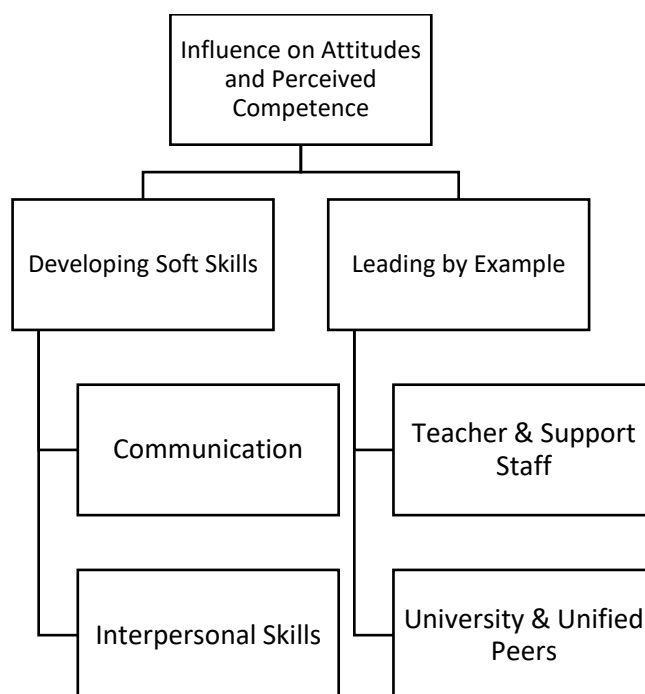 Influence on Attitudes
and Perceived
Competence
Developing Soft Skills
Leading by Example
Communication
Teacher & Support
Staff
Interpersonal Skills
University & Unified
Peers